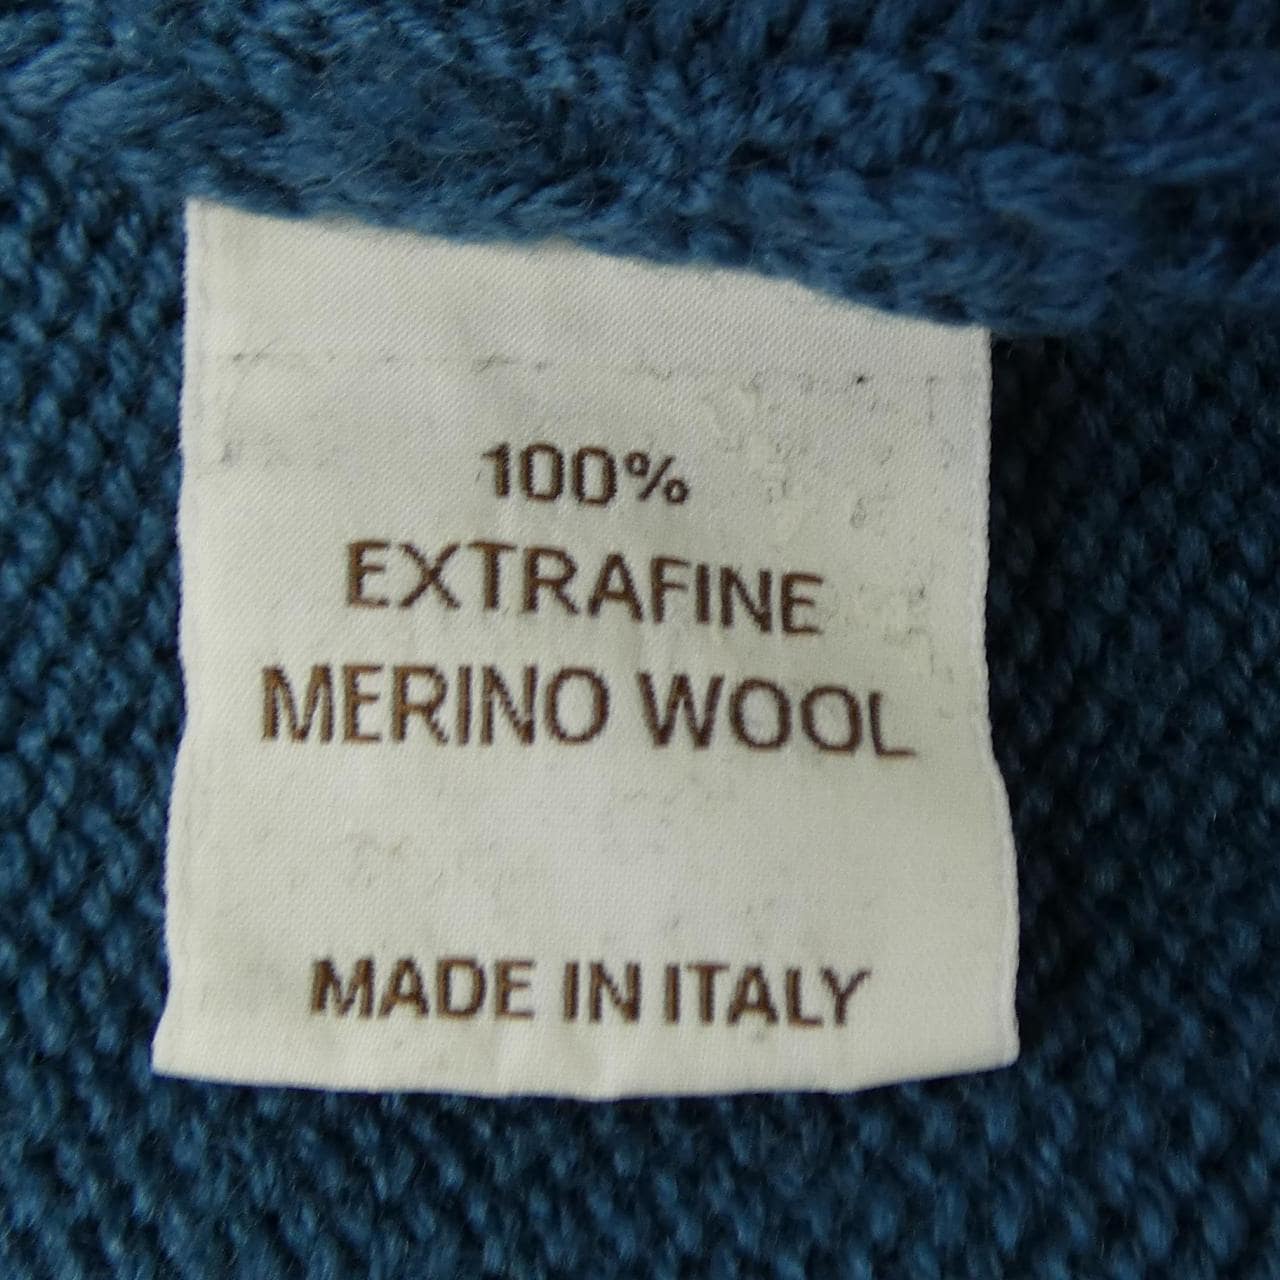 100%
EXTRAFINE
MERINO WOOL
MADE IN ITALY